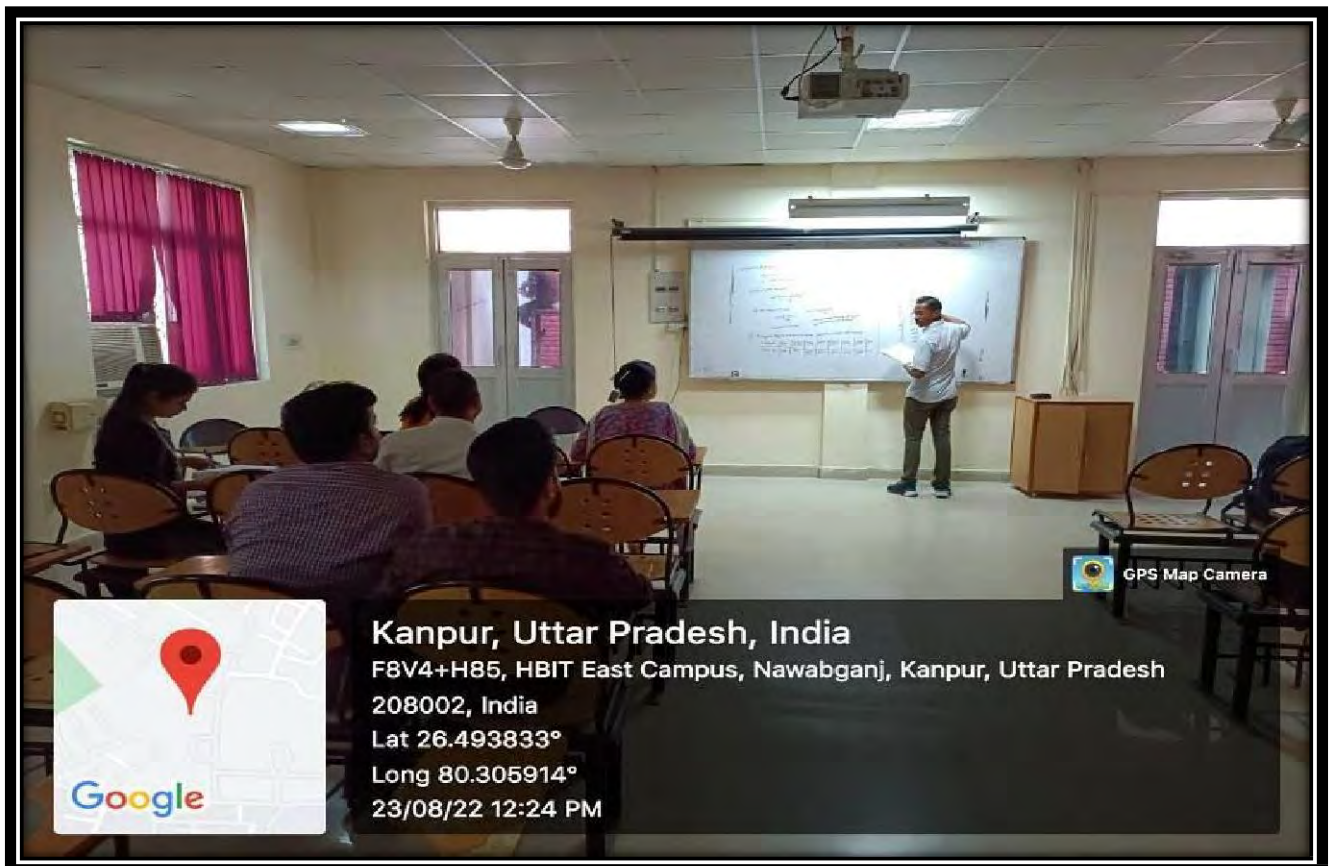 GPS Map Camera
Kanpur, Uttar Pradesh, India
F8V4+H85, HBIT East Campus, Nawabganj, Kanpur, Uttar Pradesh
208002, India
Lat 26.493833°
Long 80.305914°
23/08/22 12:24 PM
Google